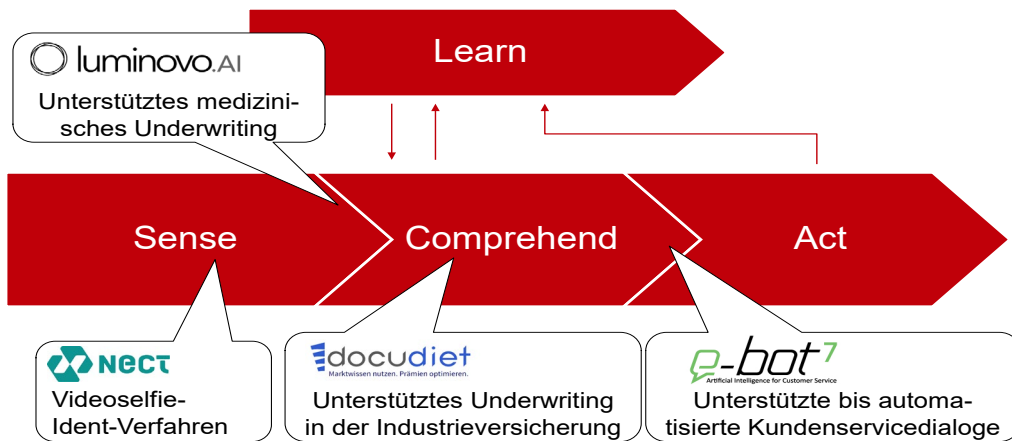 Learn
luminovo.AI
Unterstütztes medizini-
sches Underwriting
Sense
Comprehend
Act
nect
Videoselfie-
Ident-Verfahren
docudiet
Marktwissen nutzen. Prämien optimieren.
Unterstütztes Underwriting
in der Industrieversicherung
e-bot7
Artificial Intelligence for Customer Service
Unterstützte bis automa-
tisierte Kundenservicedialoge